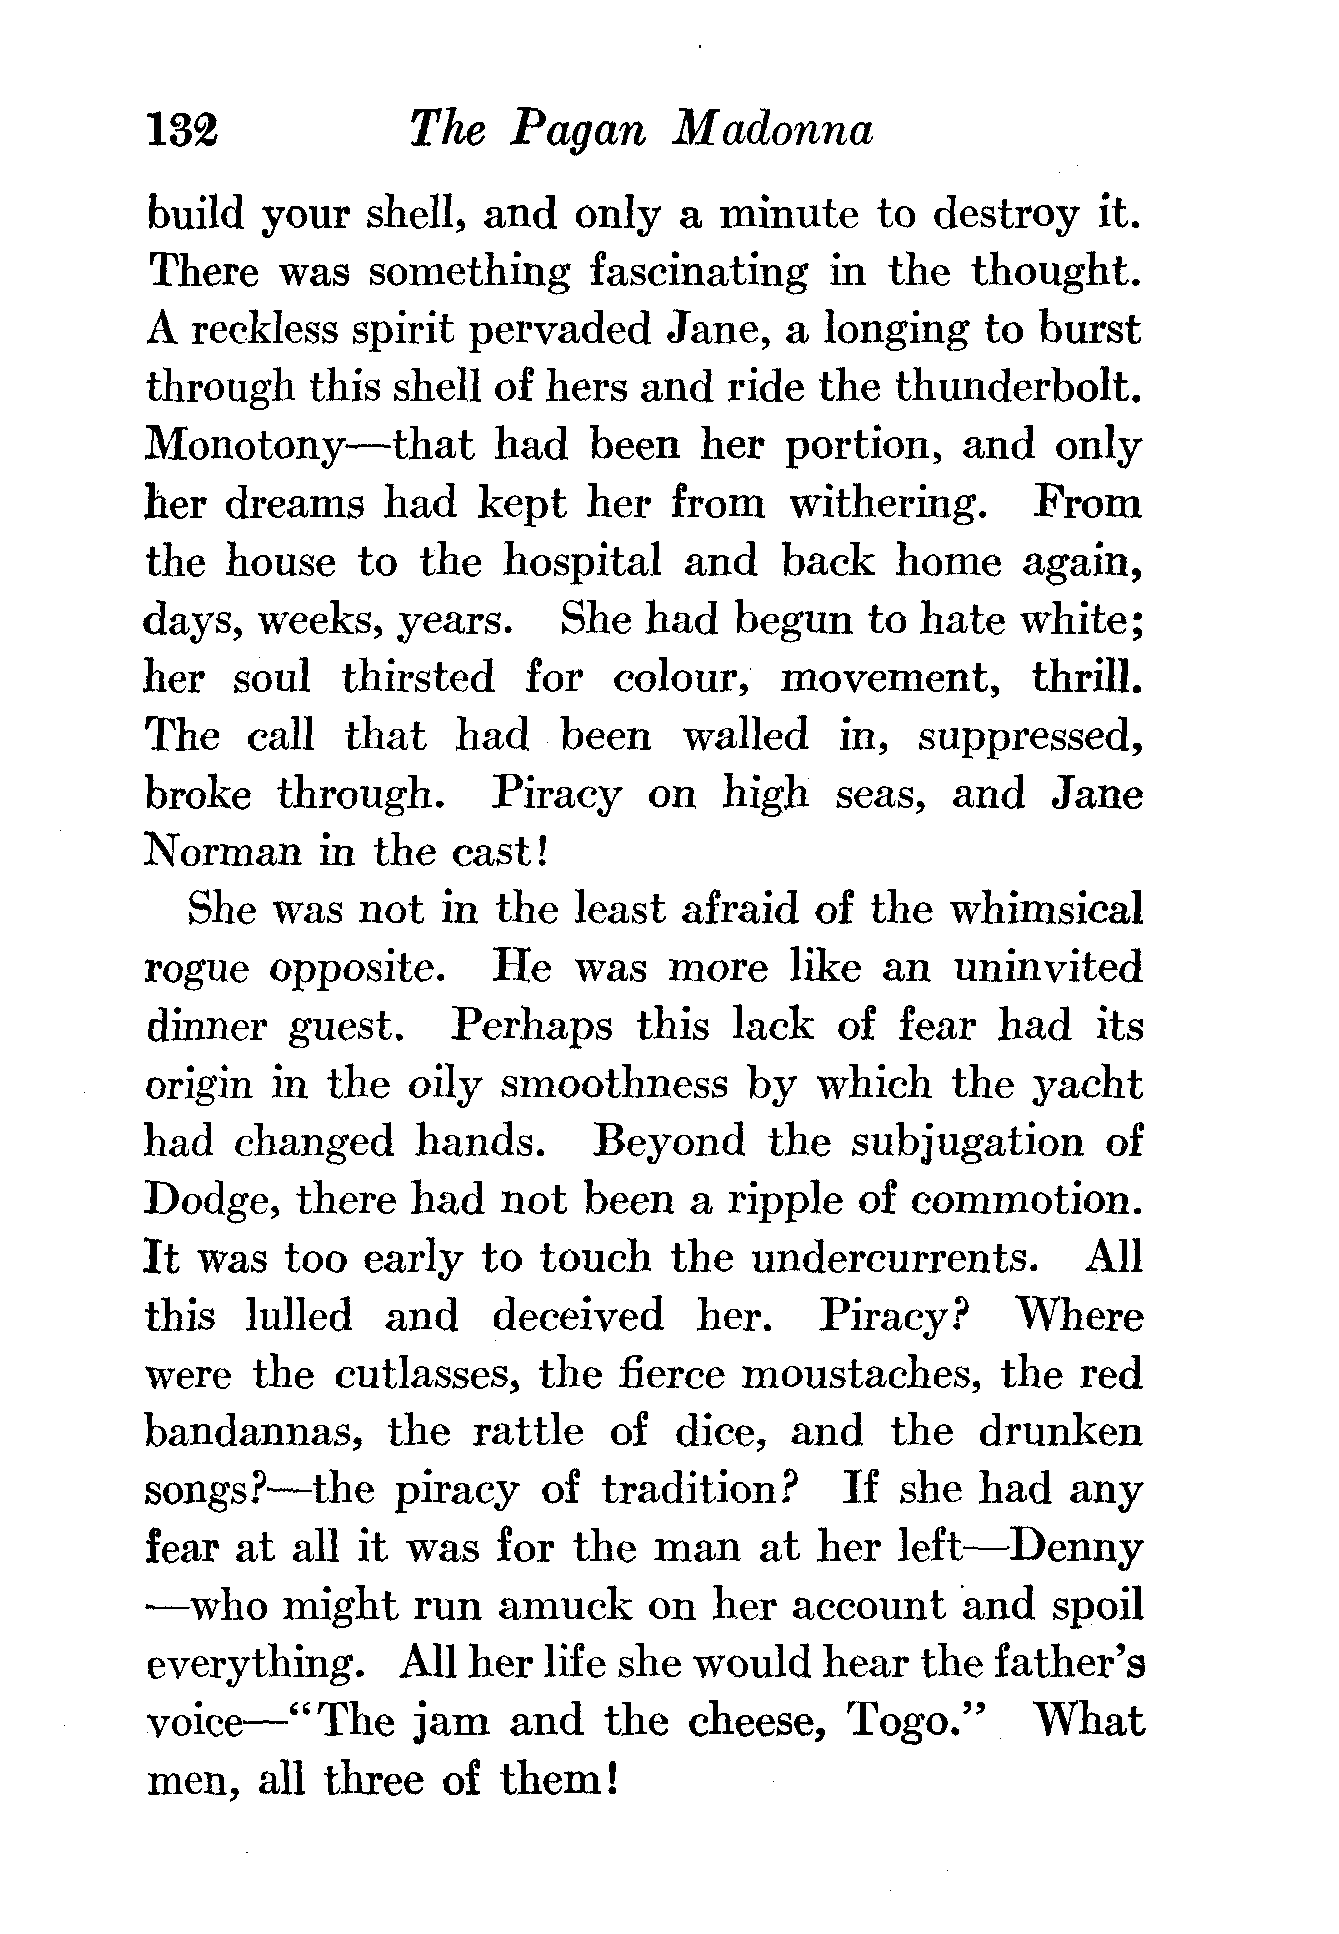 132 The Pagan Madonna
build your shell, and only a minute to destroy it.
There was something fascinating in the thought.
A reckless spirit pervaded Jane, a longing to burst
through this shell of hers and ride the thunderbolt.
Monotony—that had been her portion, and only
her dreams had kept her from withering. From
the house to the hospital and back home again,
days, weeks, years. She had begun to hate white;
her soul thirsted for colour, movement, thrill.
The call that had been walled in, suppressed,
broke through. Piracy on high seas, and Jane
Norman in the cast!
She was not in the least afraid of the whimsical
rogue opposite. He was more like an uninvited
dinner guest. Perhaps this lack of fear had its
origin in the oily smoothness by which the yacht
had changed hands. Beyond the subjugation of
Dodge, there had not been a ripple of commotion.
It was too early to touch the undercurrents. All
this lulled and deceived her. Piracy? Where
were the cutlasses, the fierce moustaches, the red
bandannas, the rattle of dice, and the drunken
songs?—the piracy of tradition? If she had any
fear at all it was for the man at her left—Denny
—who might run amuck on her account and spoil
everything. All her life she would hear the father's
voice—"The jam and the cheese, Togo." What
men, all three of them!